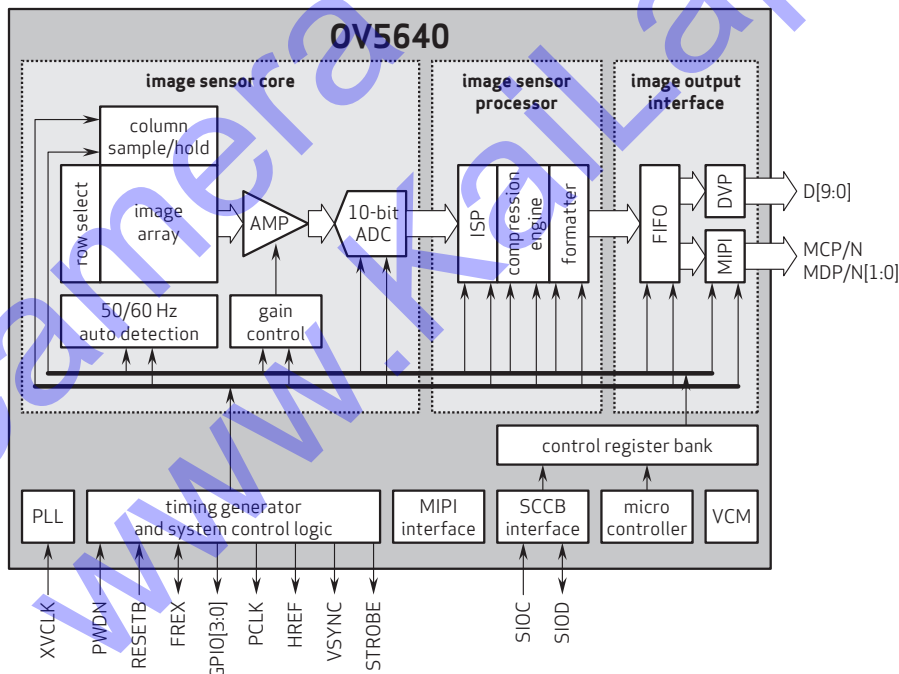 OV5640
image sensor core
image sensor
processor
image output
interface
column
sample/hold
row select
image
array
AMP
10-bit
ADC
ISP
compression
engine
formatter
FIFO
DVP
MIPI
D[9:0]
MCP/N
MDP/N[1:0]
50/60 Hz
auto detection
gain
control
control register bank
PLL
timing generator
and system control logic
MIPI
interface
SCCB
interface
micro
controller
VCM
XVCLK
PWDN
RESETB
FREX
GPIO[3:0]
PCLK
HREF
VSYNC
STROBE
SIOC
SIOD
camera
www.KaiLa